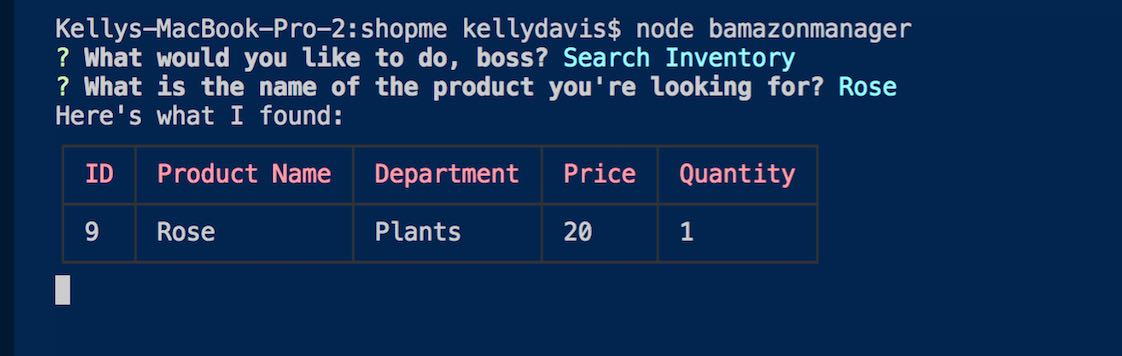 Kellys-MacBook-Pro-2:shopme kellydavis$ node bamazonmanager
? What would you like to do, boss? Search Inventory
? What is the name of the product you're looking for? Rose
Here's what I found:
ID Product Name Department Price Quantity
9 Rose Plants 20 1